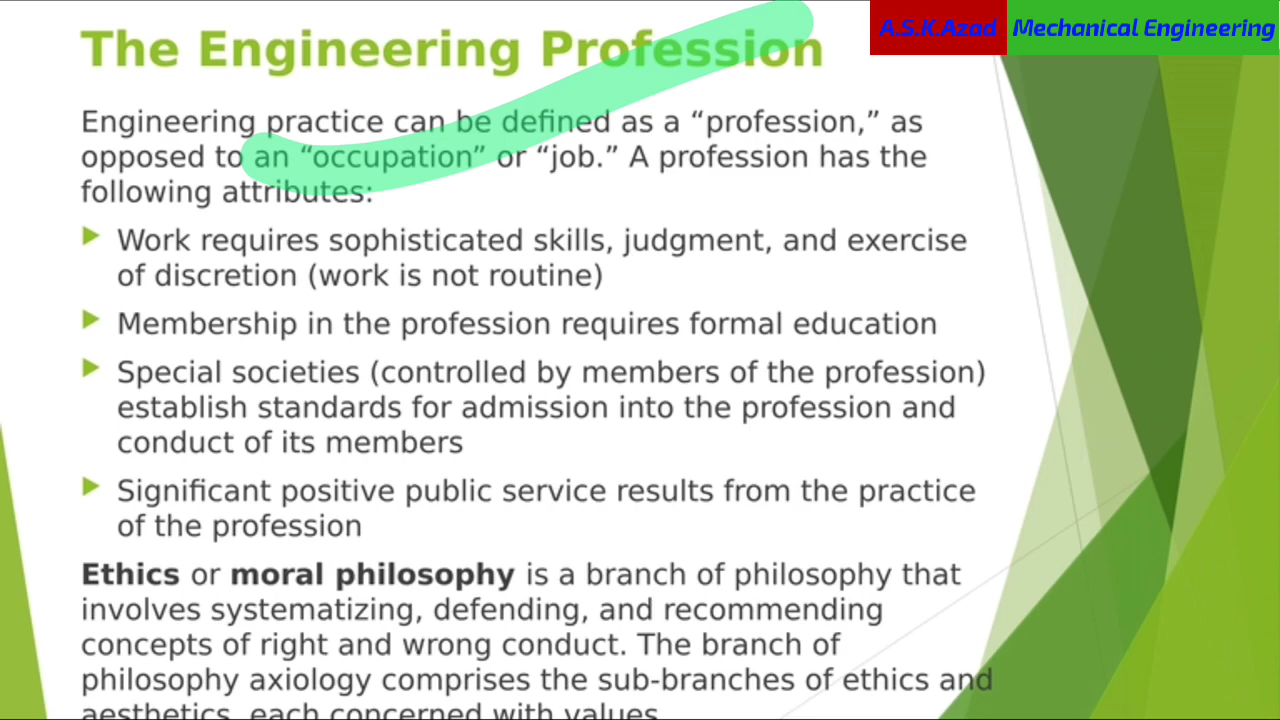 The Engineering Profession
A.S.K.Azad Mechanical Engineering
Engineering practice can be defined as a “profession,” as
opposed to an “occupation” or “job.” A profession has the
following attributes:
Work requires sophisticated skills, judgment, and exercise
of discretion (work is not routine)
Membership in the profession requires formal education
Special societies (controlled by members of the profession)
establish standards for admission into the profession and
conduct of its members
Significant positive public service results from the practice
of the profession
Ethics or moral philosophy is a branch of philosophy that
involves systematizing, defending, and recommending
concepts of right and wrong conduct. The branch of
philosophy axiology comprises the sub-branches of ethics and
aesthetics, each concerned with values.